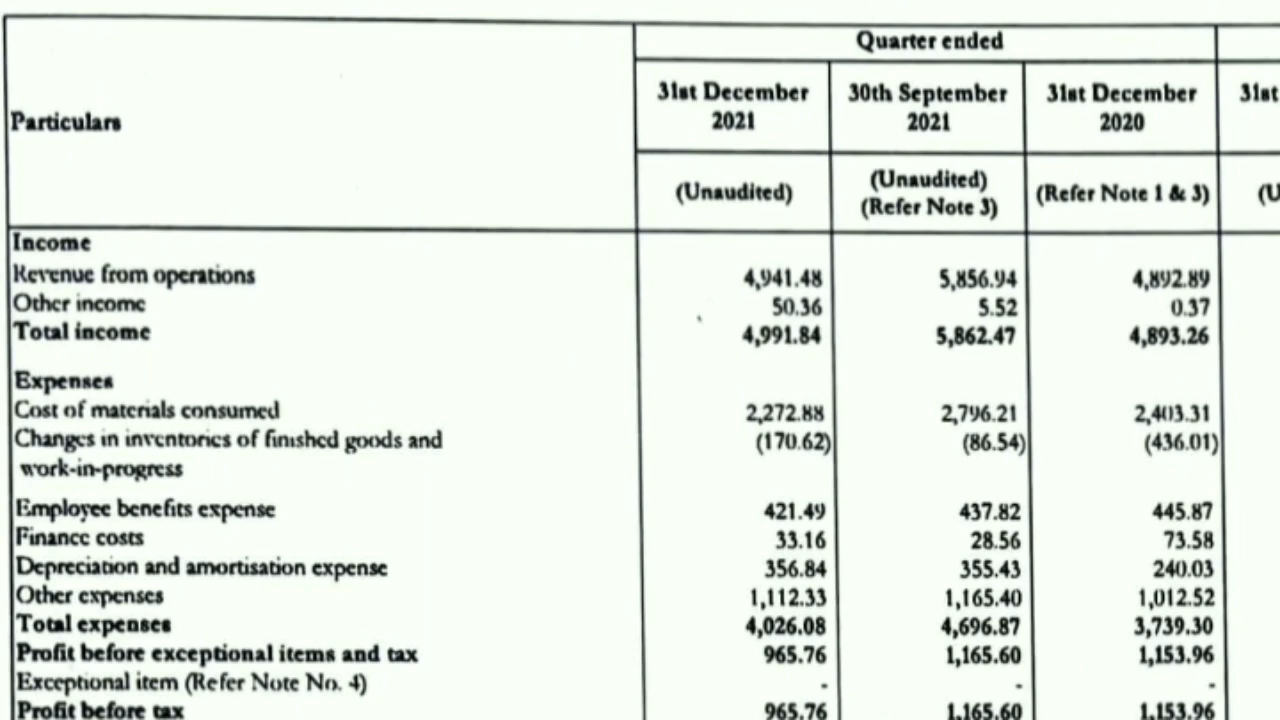 Quarter ended
Particulars 31st December 2021 30th September 2021 31st December 2020 31st
(Unaudited) (Unaudited) (Refer Note 3) (Refer Note 1 & 3) (U
Income
Revenue from operations 4,941.48 5,856.94 4,892.89
Other income 50.36 5.52 0.37
Total income 4,991.84 5,862.47 4,893.26
Expenses
Cost of materials consumed 2,272.88 2,796.21 2,403.31
Changes in inventories of finished goods and (170.62) (86.54) (436.01)
work-in-progress
Employee benefits expense 421.49 437.82 445.87
Finance costs 33.16 28.56 73.58
Depreciation and amortisation expense 356.84 355.43 240.03
Other expenses 1,112.33 1,165.40 1,012.52
Total expenses 4,026.08 4,696.87 3,739.30
Profit before exceptional items and tax 965.76 1,165.60 1,153.96
Exceptional item (Refer Note No. 4) - - -
Profit before tax 965.76 1,165.60 1,153.96